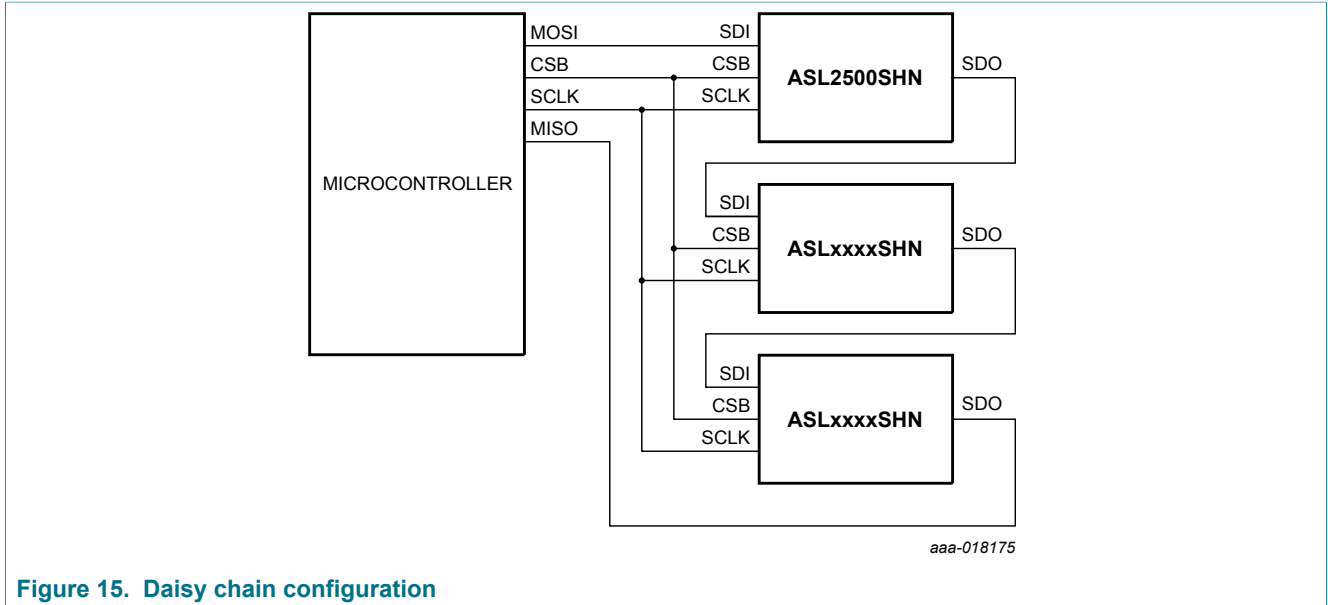 MOSI
CSB
SCLK
MISO
MICROCONTROLLER
SDI
CSB
SCLK
ASL2500SHN
SDO
SDI
CSB
SCLK
ASLxxxxSHN
SDO
SDI
CSB
SCLK
ASLxxxxSHN
SDO
aaa-018175
Figure 15. Daisy chain configuration